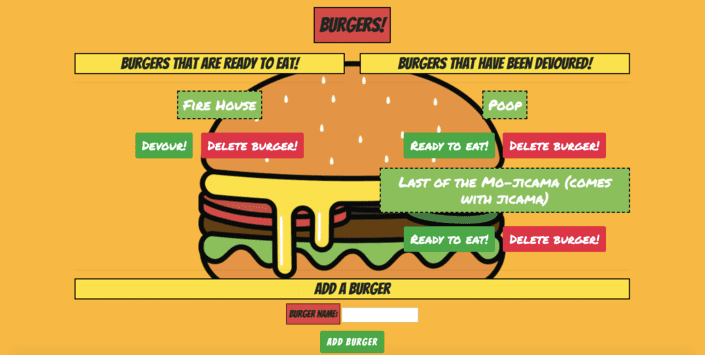 BURGERS!
BURGERS THAT ARE READY TO EAT!
BURGERS THAT HAVE BEEN DEVOURED!
Fire House
Devour!
Delete burger!
Poop
Ready to eat!
Delete burger!
Last of the Mo-jicama (comes
with jicama)
Ready to eat!
Delete burger!
ADD A BURGER
BURGER NAME:
ADD BURGER